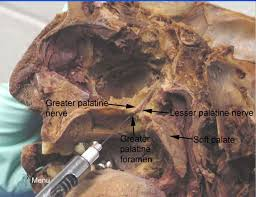 Greater palatine
nerve
Lesser palatine nerve
Greater
palatine
foramen
Soft palate
Menu